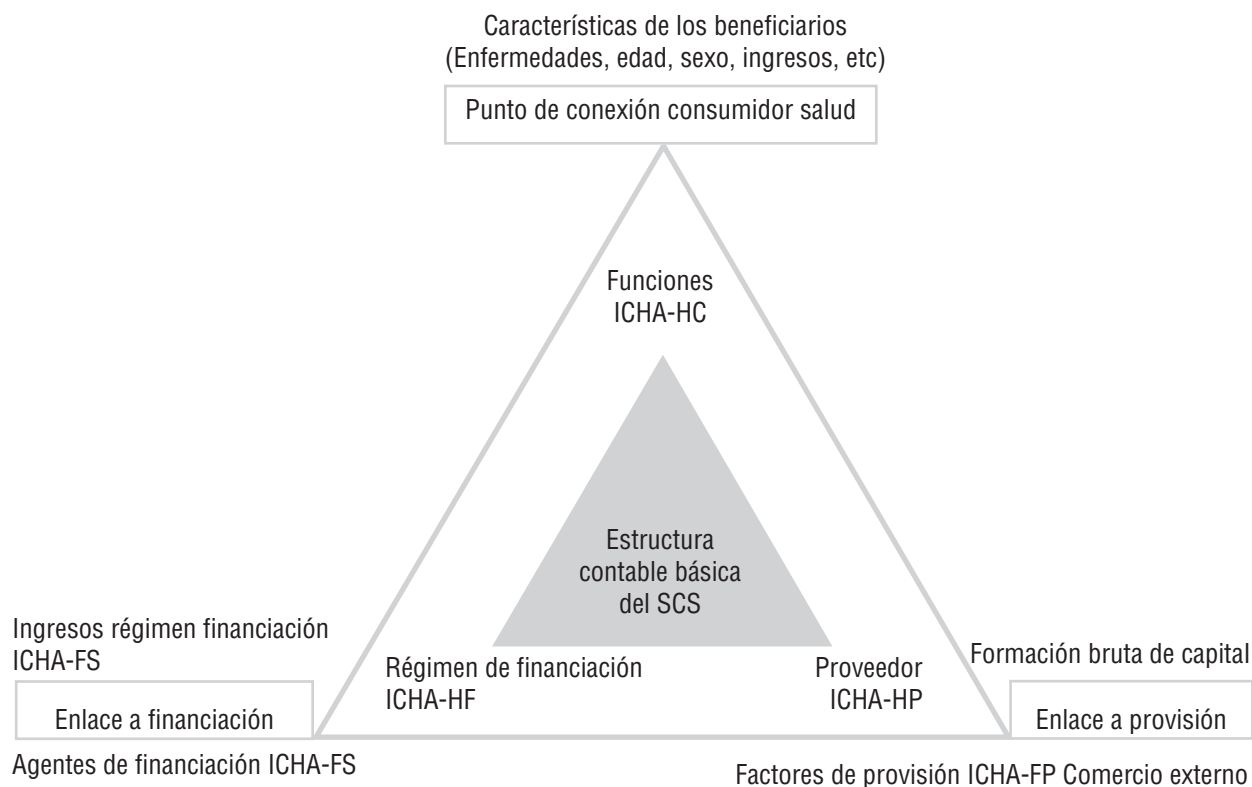 Características de los beneficiarios
(Enfermedades, edad, sexo, ingresos, etc)
Punto de conexión consumidor salud
Funciones
ICHA-HC
Estructura
contable básica
del SCS
Ingresos régimen financiación
ICHA-FS
Enlace a financiación
Agentes de financiación ICHA-FS
Régimen de financiación
ICHA-HF
Proveedor
ICHA-HP
Formación bruta de capital
Enlace a provisión
Factores de provisión ICHA-FP Comercio externo